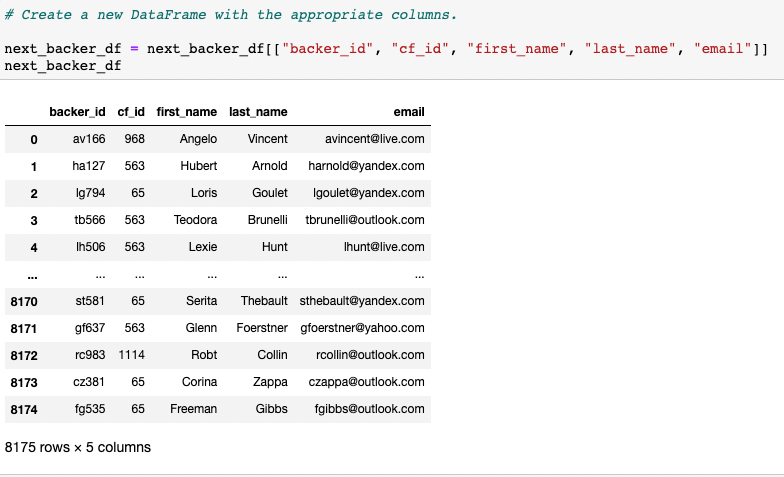 # Create a new DataFrame with the appropriate columns.
next_backer_df = next_backer_df[["backer_id", "cf_id", "first_name", "last_name", "email"]]
next_backer_df
backer_id cf_id first_name last_name email
0 av166 968 Angelo Vincent avincent@live.com
1 ha127 563 Hubert Arnold harnold@yandex.com
2 lg794 65 Loris Goulet lgoulet@yandex.com
3 tb566 563 Teodora Brunelli tbrunelli@outlook.com
4 lh506 563 Lexie Hunt lhunt@live.com
... ... ... ... ... ...
8170 st581 65 Serita Thebault sthebault@yandex.com
8171 gf637 563 Glenn Foerstner gfoerstner@yahoo.com
8172 rc983 1114 Robt Collin rcollin@outlook.com
8173 cz381 65 Corina Zappa czappa@outlook.com
8174 fg535 65 Freeman Gibbs fgibbs@outlook.com
8175 rows × 5 columns